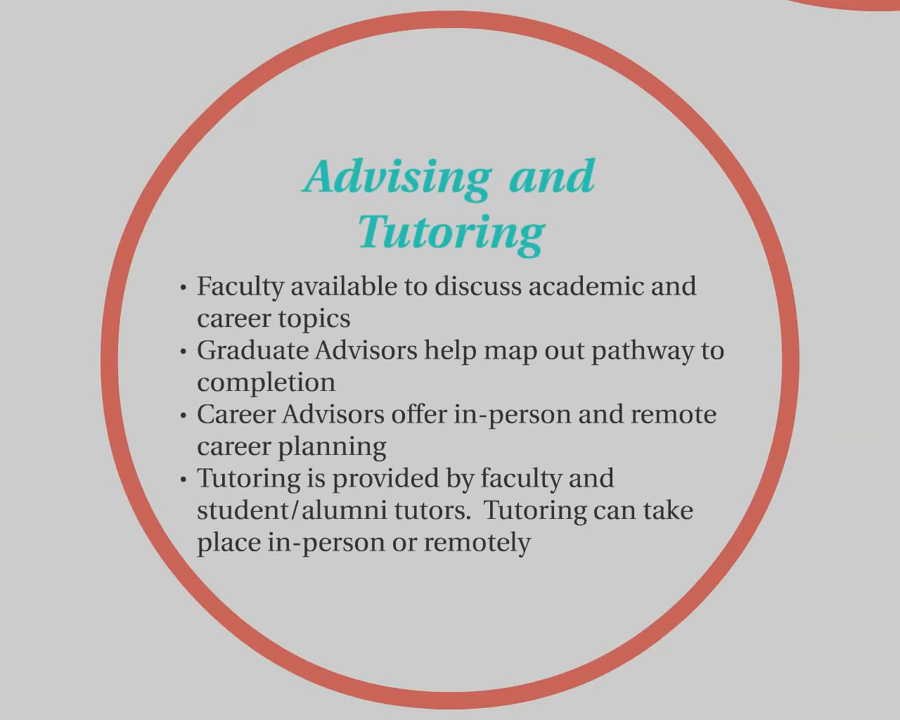 Advising and
Tutoring
• Faculty available to discuss academic and
career topics
• Graduate Advisors help map out pathway to
completion
• Career Advisors offer in-person and remote
career planning
• Tutoring is provided by faculty and
student/alumni tutors.  Tutoring can take
place in-person or remotely